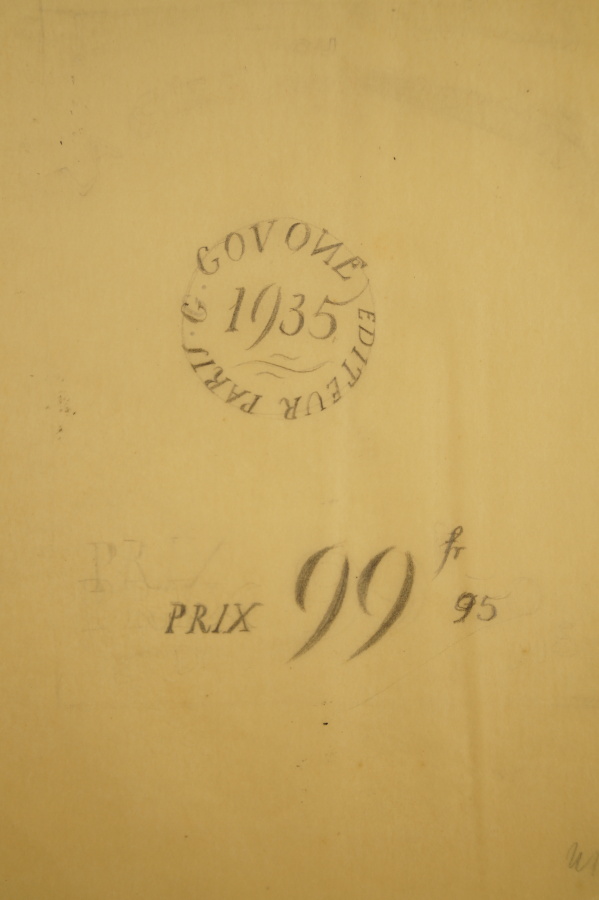 G. GOVONE EDITEUR PARIS
1935
PRIX 99 fr 95